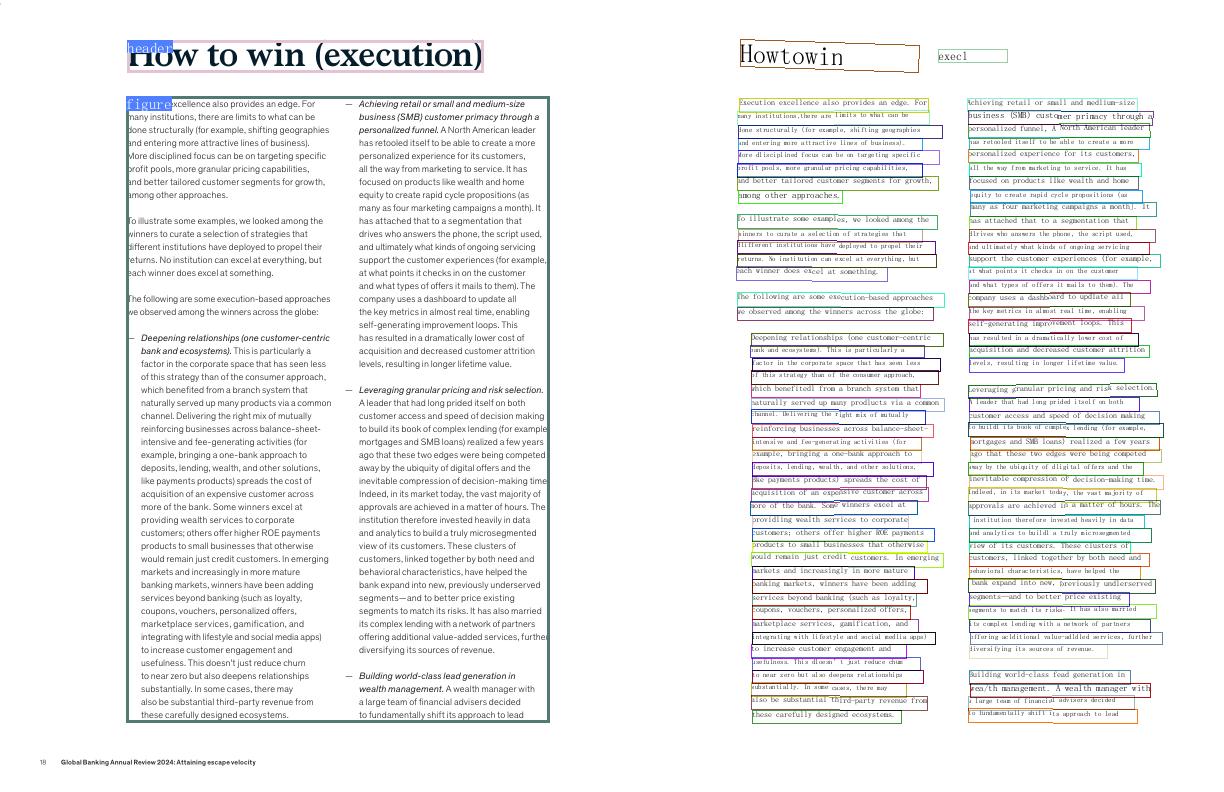 header
How to win (execution)
figure
excellence also provides an edge. For
many institutions, there are limits to what can be
done structurally (for example, shifting geographies
and entering more attractive lines of business).
More disciplined focus can be on targeting specific
profit pools, more granular pricing capabilities,
and better tailored customer segments for growth,
among other approaches.
To illustrate some examples, we looked among the
winners to curate a selection of strategies that
different institutions have deployed to propel their
returns. No institution can excel at everything, but
each winner does excel at something.
The following are some execution-based approaches
we observed among the winners across the globe:
— Deepening relationships (one customer-centric
bank and ecosystems). This is particularly a
factor in the corporate space that has seen less
of this strategy than of the consumer approach,
which benefited from a branch system that
naturally served up many products via a common
channel. Delivering the right mix of mutually
reinforcing businesses across balance-sheet-
intensive and fee-generating activities (for
example, bringing a one-bank approach to
deposits, lending, wealth, and other solutions,
like payments products) spreads the cost of
acquisition of an expensive customer across
more of the bank. Some winners excel at
providing wealth services to corporate
customers; others offer higher ROE payments
products to small businesses that otherwise
would remain just credit customers. In emerging
markets and increasingly in more mature
banking markets, winners have been adding
services beyond banking (such as loyalty,
coupons, vouchers, personalized offers,
marketplace services, gamification, and
integrating with lifestyle and social media apps)
to increase customer engagement and
usefulness. This doesn't just reduce churn
to near zero but also deepens relationships
substantially. In some cases, there may
also be substantial third-party revenue from
these carefully designed ecosystems.
— Achieving retail or small and medium-size
business (SMB) customer primacy through a
personalized funnel. A North American leader
has retooled itself to be able to create a more
personalized experience for its customers,
all the way from marketing to service. It has
focused on products like wealth and home
equity to create rapid cycle propositions (as
many as four marketing campaigns a month). It
has attached that to a segmentation that
drives who answers the phone, the script used,
and ultimately what kinds of ongoing servicing
support the customer experiences (for example,
at what points it checks in on the customer
and what types of offers it mails to them). The
company uses a dashboard to update all
the key metrics in almost real time, enabling
self-generating improvement loops. This
has resulted in a dramatically lower cost of
acquisition and decreased customer attrition
levels, resulting in longer lifetime value.
— Leveraging granular pricing and risk selection.
A leader that had long prided itself on both
customer access and speed of decision making
to build its book of complex lending (for example
mortgages and SMB loans) realized a few years
ago that these two edges were being competed
away by the ubiquity of digital offers and the
inevitable compression of decision-making time
Indeed, in its market today, the vast majority of
approvals are achieved in a matter of hours. The
institution therefore invested heavily in data
and analytics to build a truly microsegmented
view of its customers. These clusters of
customers, linked together by both need and
behavioral characteristics, have helped the
bank expand into new, previously underserved
segments—and to better price existing
segments to match its risks. It has also married
its complex lending with a network of partners
offering additional value-added services, further
diversifying its sources of revenue.
— Building world-class lead generation in
wealth management. A wealth manager with
a large team of financial advisers decided
to fundamentally shift its approach to lead
18 Global Banking Annual Review 2024: Attaining escape velocity
Howtowin
exec1
Execution excellence also provides an edge. For
many institutions,there are limits to what can be
done structurally (for example, shifting geographies
and entering more attractive lines of business).
More disciplined focus can be on targeting specific
profit pools, more granular pricing capabilities,
and better tailored customer segments for growth,
among other approaches.
To illustrate some examples, we looked among the
winners to curate a selection of strategies that
different institutions have deployed to propel their
returns. No institution can excel at everything, but
each winner does excel at something.
The following are some execution-based approaches
we observed among the winners across the globe:
Deepening relationships (one customer-centric
bank and ecosystems). This is particularly a
factor in the corporate space that has seen less
of this strategy than of the consumer approach,
which benefitedl from a branch system that
naturally served up many products via a common
channel. Delivering the right mix of mutually
reinforcing businesses across balance-sheet-
intensive and fee-generating activities (for
example, bringing a one-bank approach to
deposits, lending, wealth, and other solutions,
like payments products) spreads the cost of
acquisition of an expensive customer across
more of the bank. Some winners excel at
providling wealth services to corporate
customers; others offer higher ROE payments
products to small businesses that otherwise
would remain just credit customers. In emerging
markets and increasingly in more mature
banking markets, winners have been adding
services beyond banking (such as loyalty,
coupons, vouchers, personalized offers,
marketplace services, gamification, and
integrating with lifestyle and social medlia apps)
to increase customer engagement and
usefulness. This dloesn't just reduce chum
to near zero but also deepens relationships
substantially. In some cases, there may
also be substantial third-party revenue from
these carefully designed ecosystems.
Achieving retail or small and medium-size
business (SMB) customer primacy through a
personalized funnel, A North American leader
has retooled itself to be able to create a more
personalized experience for its customers,
all the way from marketing to service. It has
focused on products like wealth and home
equity to create rapid cycle propositions (as
many as four marketing campaigns a month). It
has attached that to a segmentation that
dlrives who answers the phone, the script used,
and ultimately what kinds of ongoing servicing
support the customer experiences (for example,
at what points it checks in on the customer
and what types of offers it mails to them). The
company uses a dashboard to updlate all
the key metrics in almost real time, enabling
self-generating improvement loops. This
has resulted in a dramatically lower cost of
acquisition and decreased customer attrition
levels, resulting in longer lifetime value.
Leveraging granular pricing and risk selection.
A leader that had long prided itself on both
customer access and speed of decision making
to buildl its book of complex lending (for example,
mortgages and SMB loans) realized a few years
ago that these two edges were being competed
away by the ubiquity of dligital offers and the
inevitable compression of decision-making time.
Indleed, in its market today, the vast majority of
approvals are achieved in a matter of hours. The
institution therefore invested heavily in data
and analytics to buildl a truly microsegmented
view of its customers. These clusters of
customers, linked together by both need and
behavioral characteristics, have helped the
bank expand into new, previously underserved
segments—and to better price existing
segments to match its risks. It has also married
its complex lending with a network of partners
offering aclditional value-addled services, further
diversifying its sources of revenue.
Building world-class fead generation in
wea/th management. A wealth manager with
a large team of financial advisers decided
to fundamentally shift its approach to lead